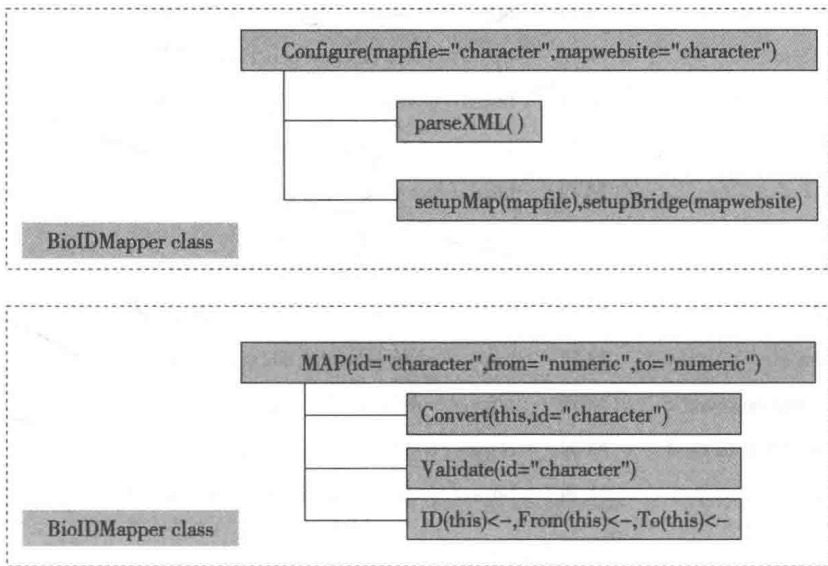 Configure(mapfile="character",mapwebsite="character")
parseXML( )
setupMap(mapfile),setupBridge(mapwebsite)
BioIDMapper class
MAP(id="character",from="numeric",to="numeric")
Convert(this,id="character")
Validate(id="character")
ID(this)<-,From(this)<-,To(this)<-
BioIDMapper class